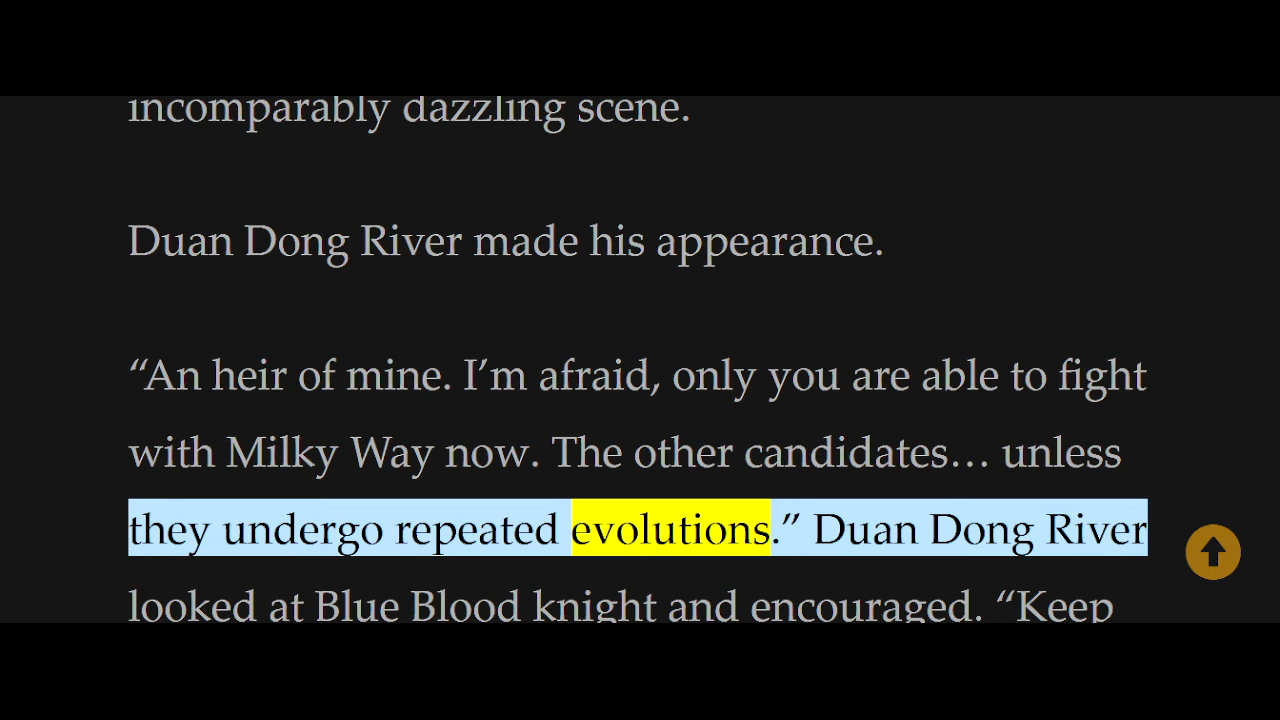 incomparably dazzling scene.
Duan Dong River made his appearance.
“An heir of mine. I’m afraid, only you are able to fight
with Milky Way now. The other candidates… unless
they undergo repeated evolutions.” Duan Dong River
looked at Blue Blood knight and encouraged. “Keep